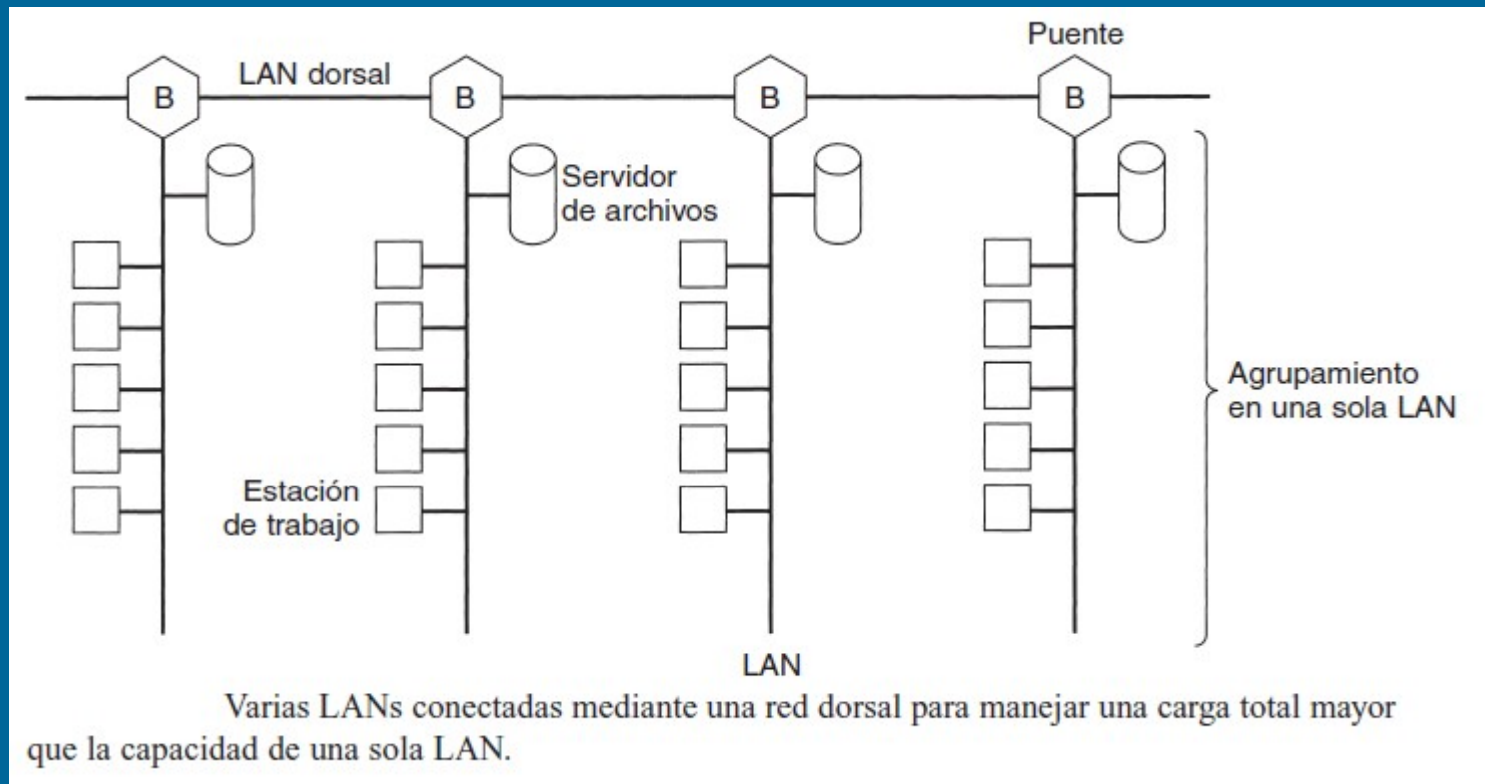 Puente
LAN dorsal
B
B
B
B
Servidor
de archivos
Agrupamiento
en una sola LAN
Estación
de trabajo
LAN
Varias LANs conectadas mediante una red dorsal para manejar una carga total mayor
que la capacidad de una sola LAN.